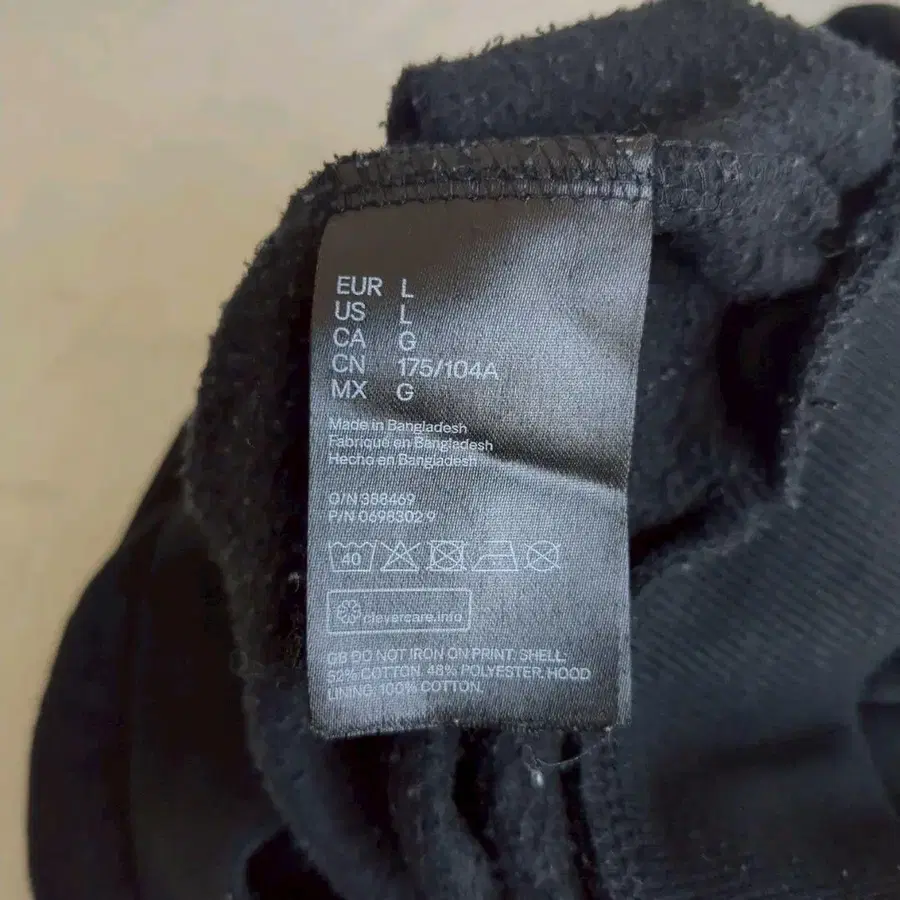 EUR L
US L
CA G
CN 175/104A
MX G
Made in Bangladesh
Fabriqué en Bangladesh
Hecho en Bangladesh
O/N 388469
P/N 0698302 9
40
clevercare.info
GB DO NOT IRON ON PRINT. SHELL:
52% COTTON. 48% POLYESTER. HOOD
LINING: 100% COTTON.